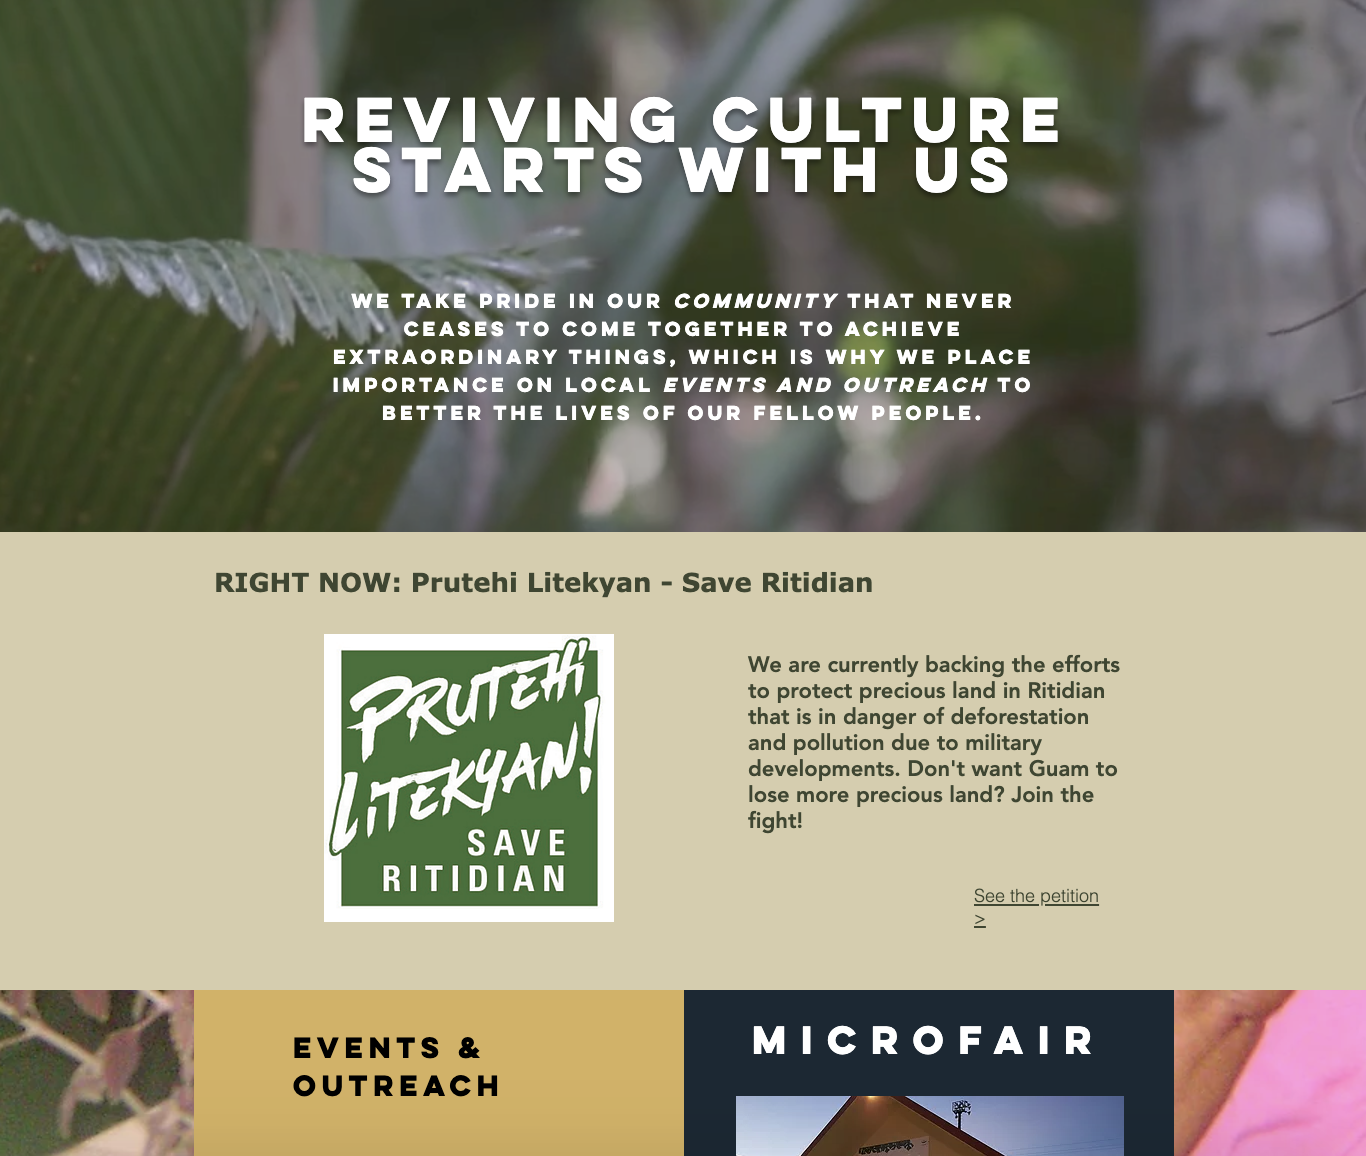 REVIVING CULTURE
STARTS WITH US
WE TAKE PRIDE IN OUR COMMUNITY THAT NEVER
CEASES TO COME TOGETHER TO ACHIEVE
EXTRAORDINARY THINGS, WHICH IS WHY WE PLACE
IMPORTANCE ON LOCAL EVENTS AND OUTREACH TO
BETTER THE LIVES OF OUR FELLOW PEOPLE.
RIGHT NOW: Prutehi Litekyan - Save Ritidian
PRUTEHi
LiTEKYAN!
SAVE
RITIDIAN
We are currently backing the efforts
to protect precious land in Ritidian
that is in danger of deforestation
and pollution due to military
developments. Don't want Guam to
lose more precious land? Join the
fight!
See the petition
>
EVENTS &
OUTREACH
MICROFAIR